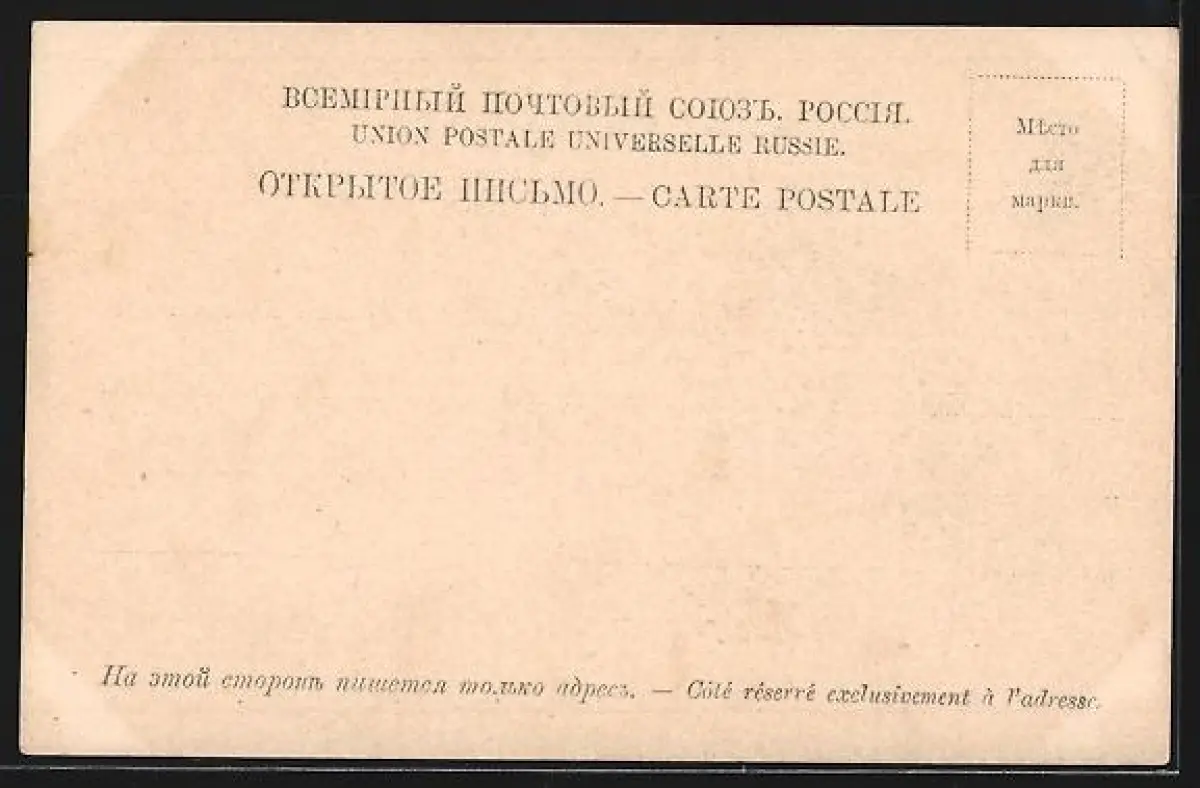 ВСЕМІРНЫЙ ПОЧТОВЫЙ СОЮЗЪ. РОССІЯ.
UNION POSTALE UNIVERSELLE RUSSIE.
ОТКРЫТОЕ ПИСЬМО. — CARTE POSTALE
Мѣсто
для
марки.
На этой сторонѣ пишется только адресъ. — Côté réservé exclusivement à l'adresse.